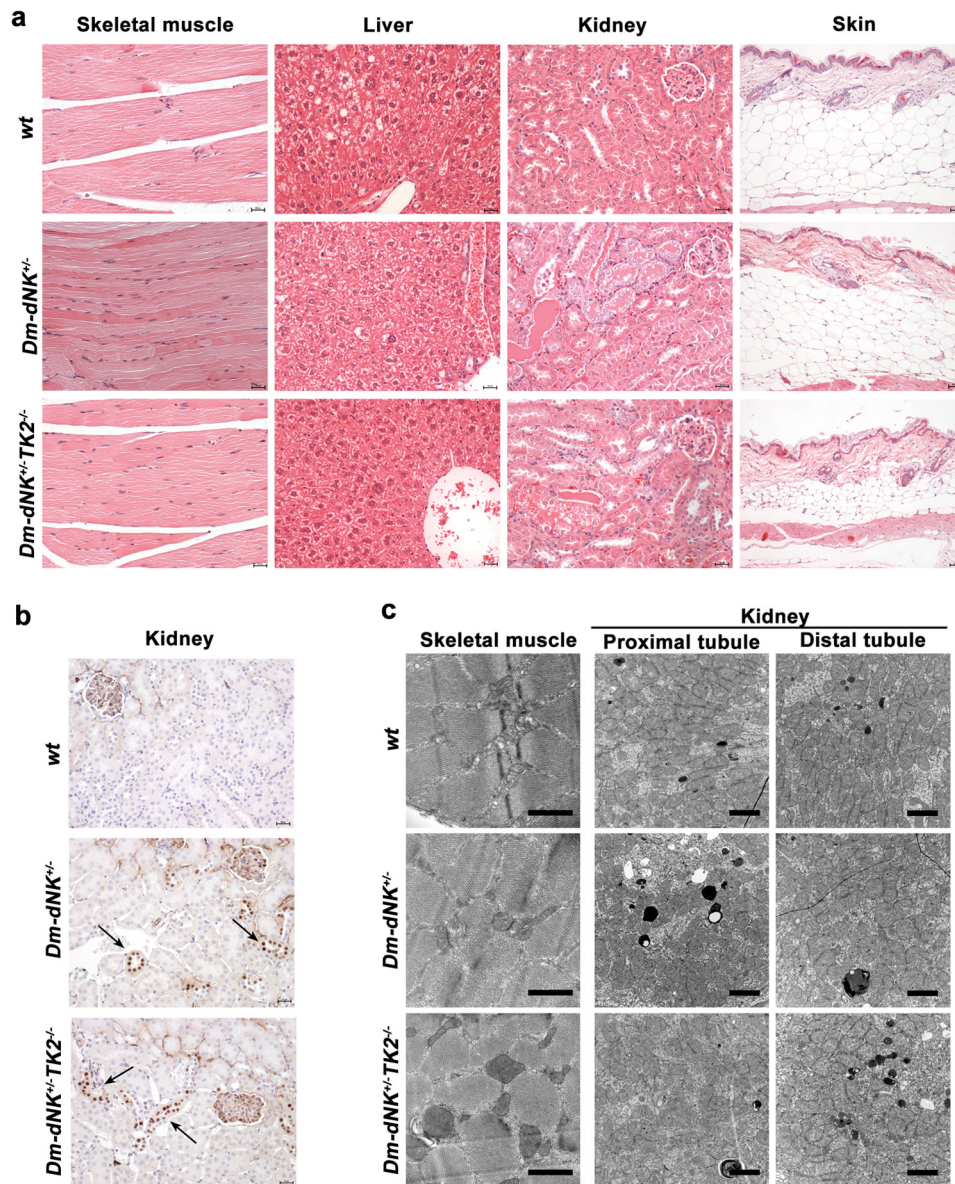 a
Skeletal muscle Liver Kidney Skin
wt
Dm-dNK+/-
Dm-dNK+/-TK2-/-
b
Kidney
wt
Dm-dNK+/-
Dm-dNK+/-TK2-/-
c
Kidney
Skeletal muscle Proximal tubule Distal tubule
wt
Dm-dNK+/-
Dm-dNK+/-TK2-/-